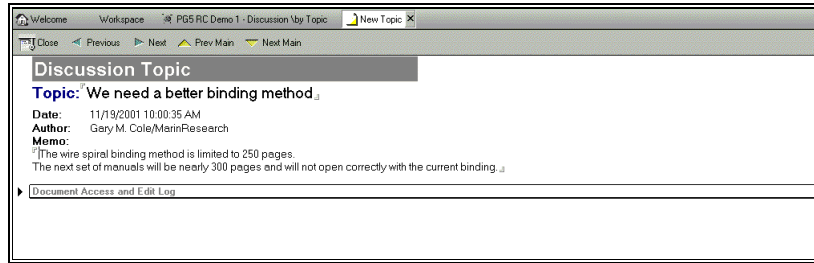 Welcome Workspace PG5 RC Demo 1 - Discussion \by Topic New Topic
Close Previous Next Prev Main Next Main
Discussion Topic
Topic: We need a better binding method
Date: 11/19/2001 10:00:35 AM
Author: Gary M. Cole/MarinResearch
Memo:
The wire spiral binding method is limited to 250 pages.
The next set of manuals will be nearly 300 pages and will not open correctly with the current binding.
Document Access and Edit Log